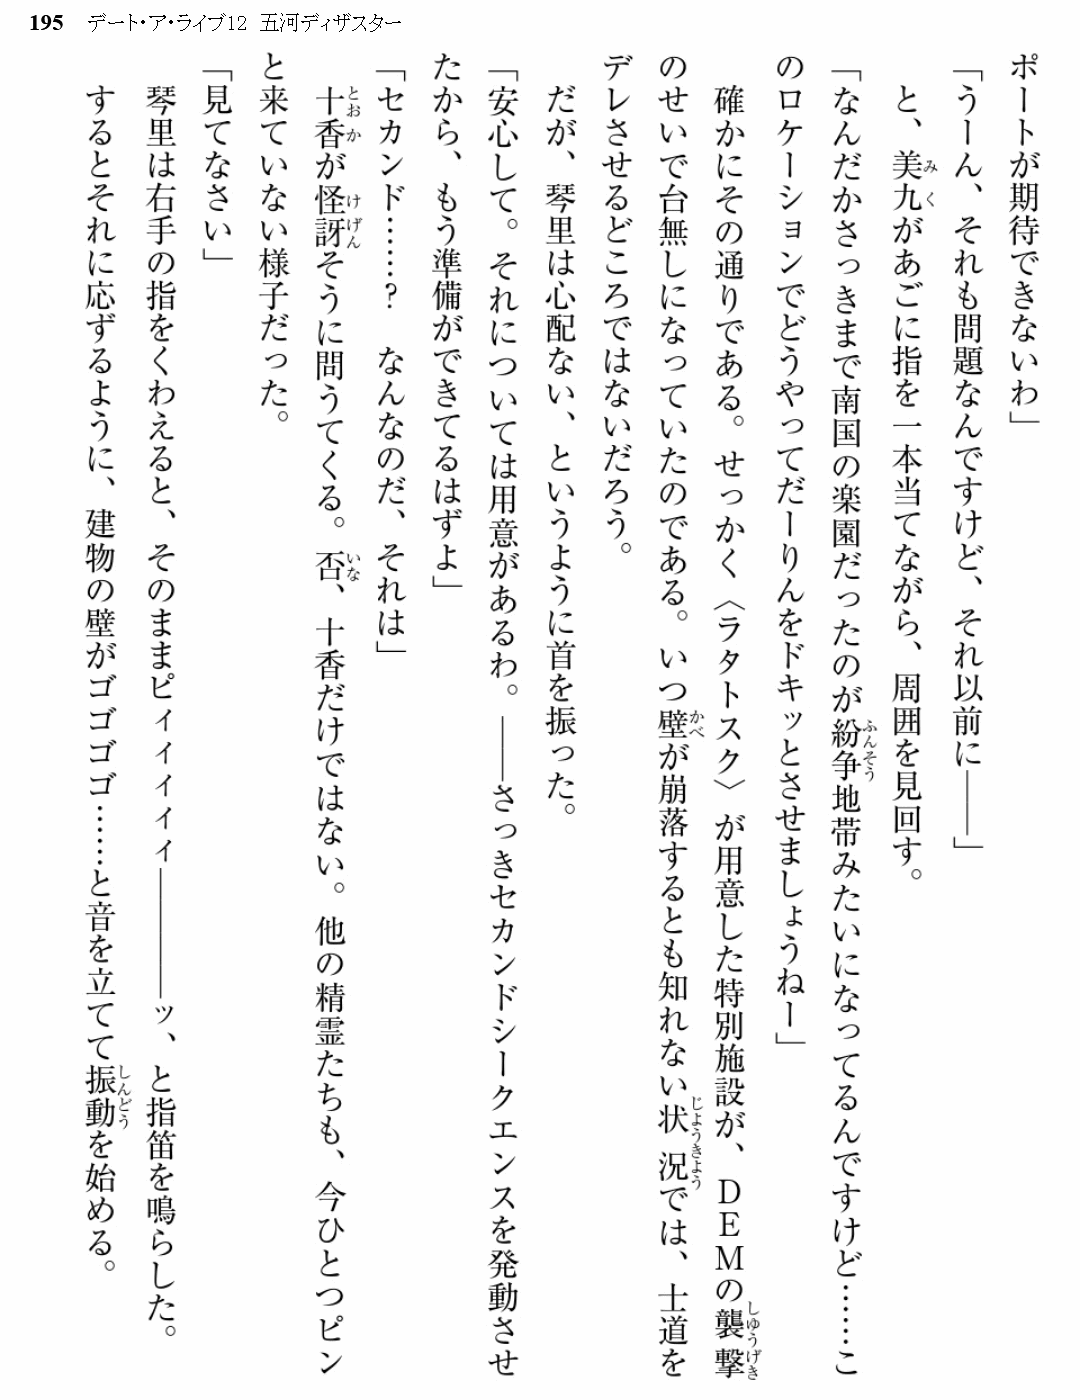 195 デート・ア・ライブ12 五河ディザスター
ポートが期待できないわ」
「うーん、それも問題なんですけど、それ以前に――」
と、美九があごに指を一本当てながら、周囲を見回す。
「なんだかさっきまで南国の楽園だったのが紛争地帯みたいになってるんですけど……こ
のロケーションでどうやってだーりんをドキッとさせましょうねー」
確かにその通りである。せっかく〈ラタトスク〉が用意した特別施設が、DEMの襲撃
のせいで台無しになっていたのである。いつ壁が崩落するとも知れない状況では、士道を
デレさせるどころではないだろう。
だが、琴里は心配ない、というように首を振った。
「安心して。それについては用意があるわ。――さっきセカンドシークエンスを発動させ
たから、もう準備ができてるはずよ」
「セカンド……? なんなのだ、それは」
十香が怪訝そうに問うてくる。否、十香だけではない。他の精霊たちも、今ひとつピン
と来ていない様子だった。
「見てなさい」
琴里は右手の指をくわえると、そのままピィィィィィ――――ッ、と指笛を鳴らした。
するとそれに応ずるように、建物の壁がゴゴゴゴ……と音を立てて振動を始める。